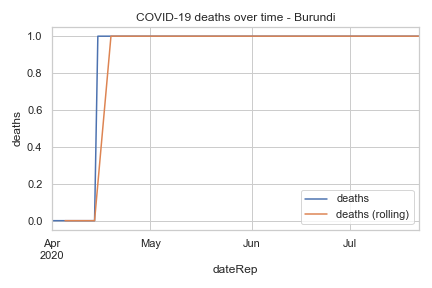 COVID-19 deaths over time - Burundi
deaths
1.0
0.8
0.6
0.4
0.2
0.0
deaths
deaths (rolling)
Apr
2020
May
Jun
Jul
dateRep